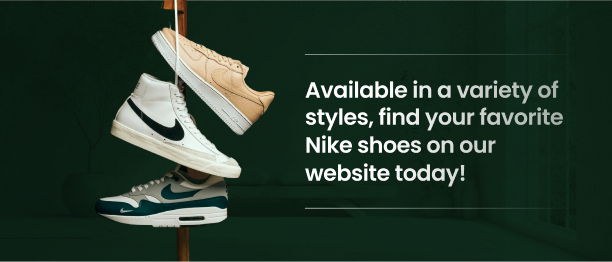 Available in a variety of
styles, find your favorite
Nike shoes on our
website today!